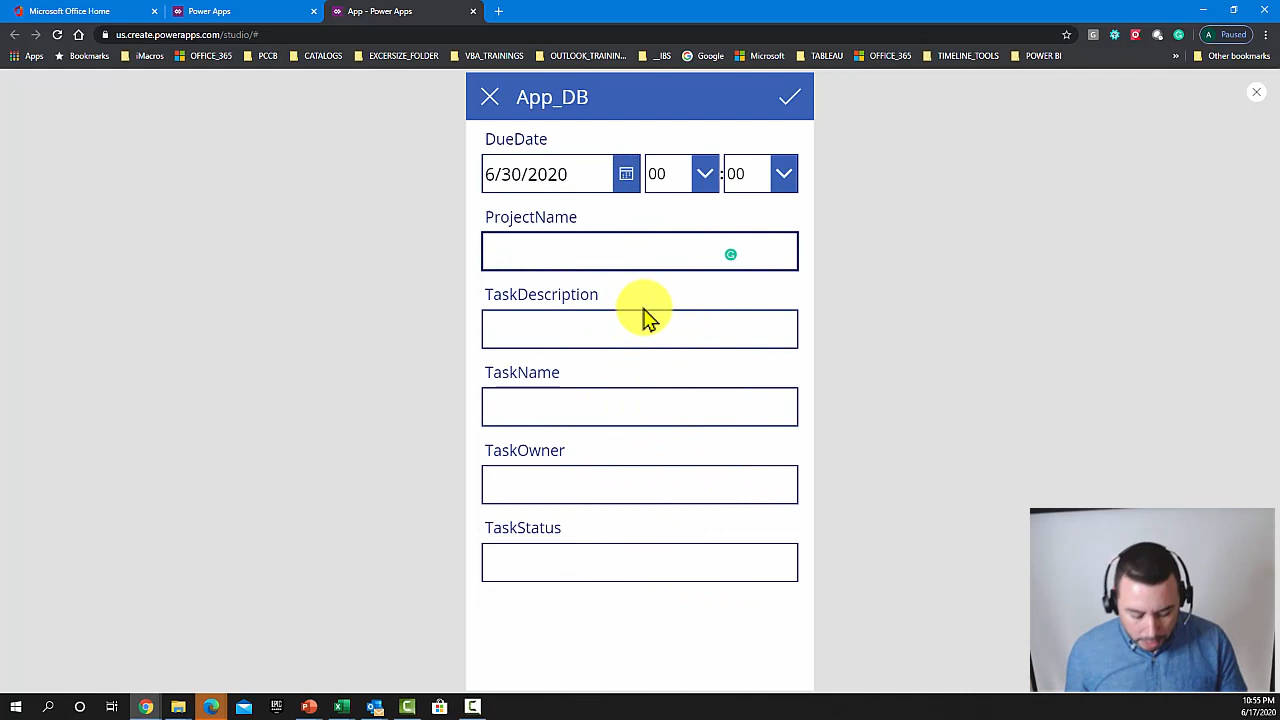 Microsoft Office Home
Power Apps
App - Power Apps
us.create.powerapps.com/studio/#
Paused
Apps
Bookmarks
iMacros
OFFICE_365
PCCB
CATALOGS
EXCERSIZE_FOLDER
VBA_TRAININGS
OUTLOOK_TRAININ...
__IBS
Google
Microsoft
TABLEAU
OFFICE_365
TIMELINE_TOOLS
POWER BI
»
Other bookmarks
App_DB
DueDate
6/30/2020
00
:
00
ProjectName
TaskDescription
TaskName
TaskOwner
TaskStatus
10:55 PM
6/17/2020